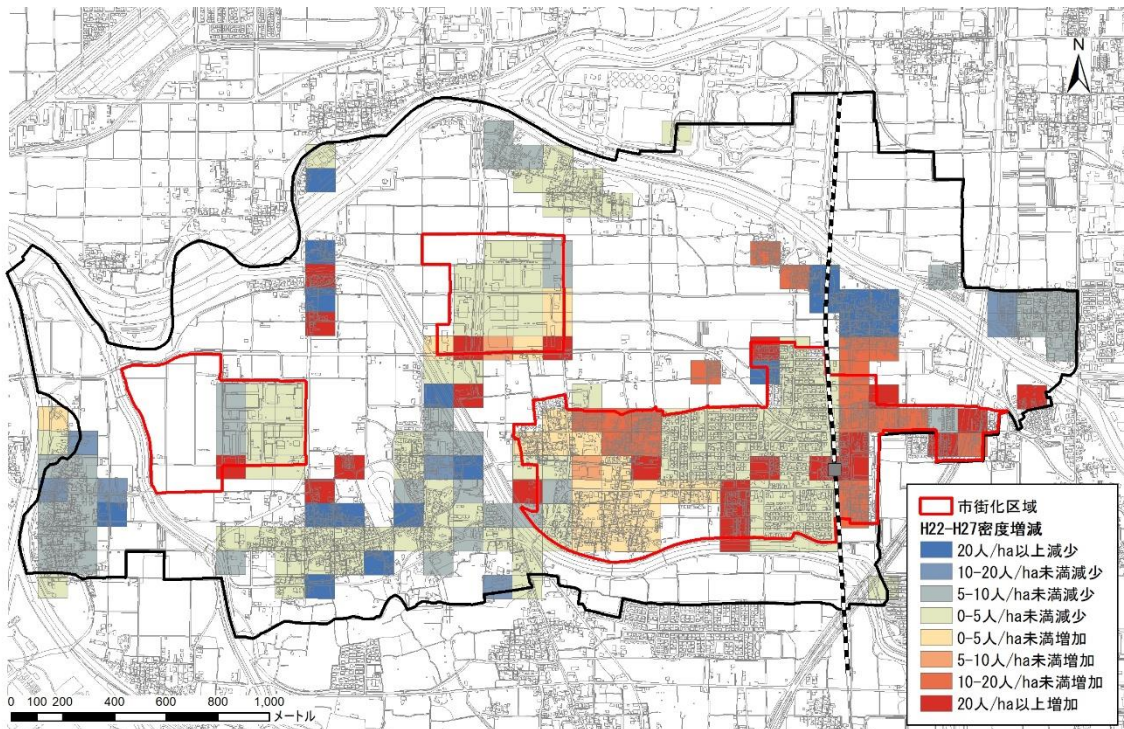 N
市街化区域
H22-H27密度増減
20人/ha以上減少
10-20人/ha未満減少
5-10人/ha未満減少
0-5人/ha未満減少
0-5人/ha未満増加
5-10人/ha未満増加
10-20人/ha未満増加
20人/ha以上増加
0 100 200 400 600 800 1,000
メートル